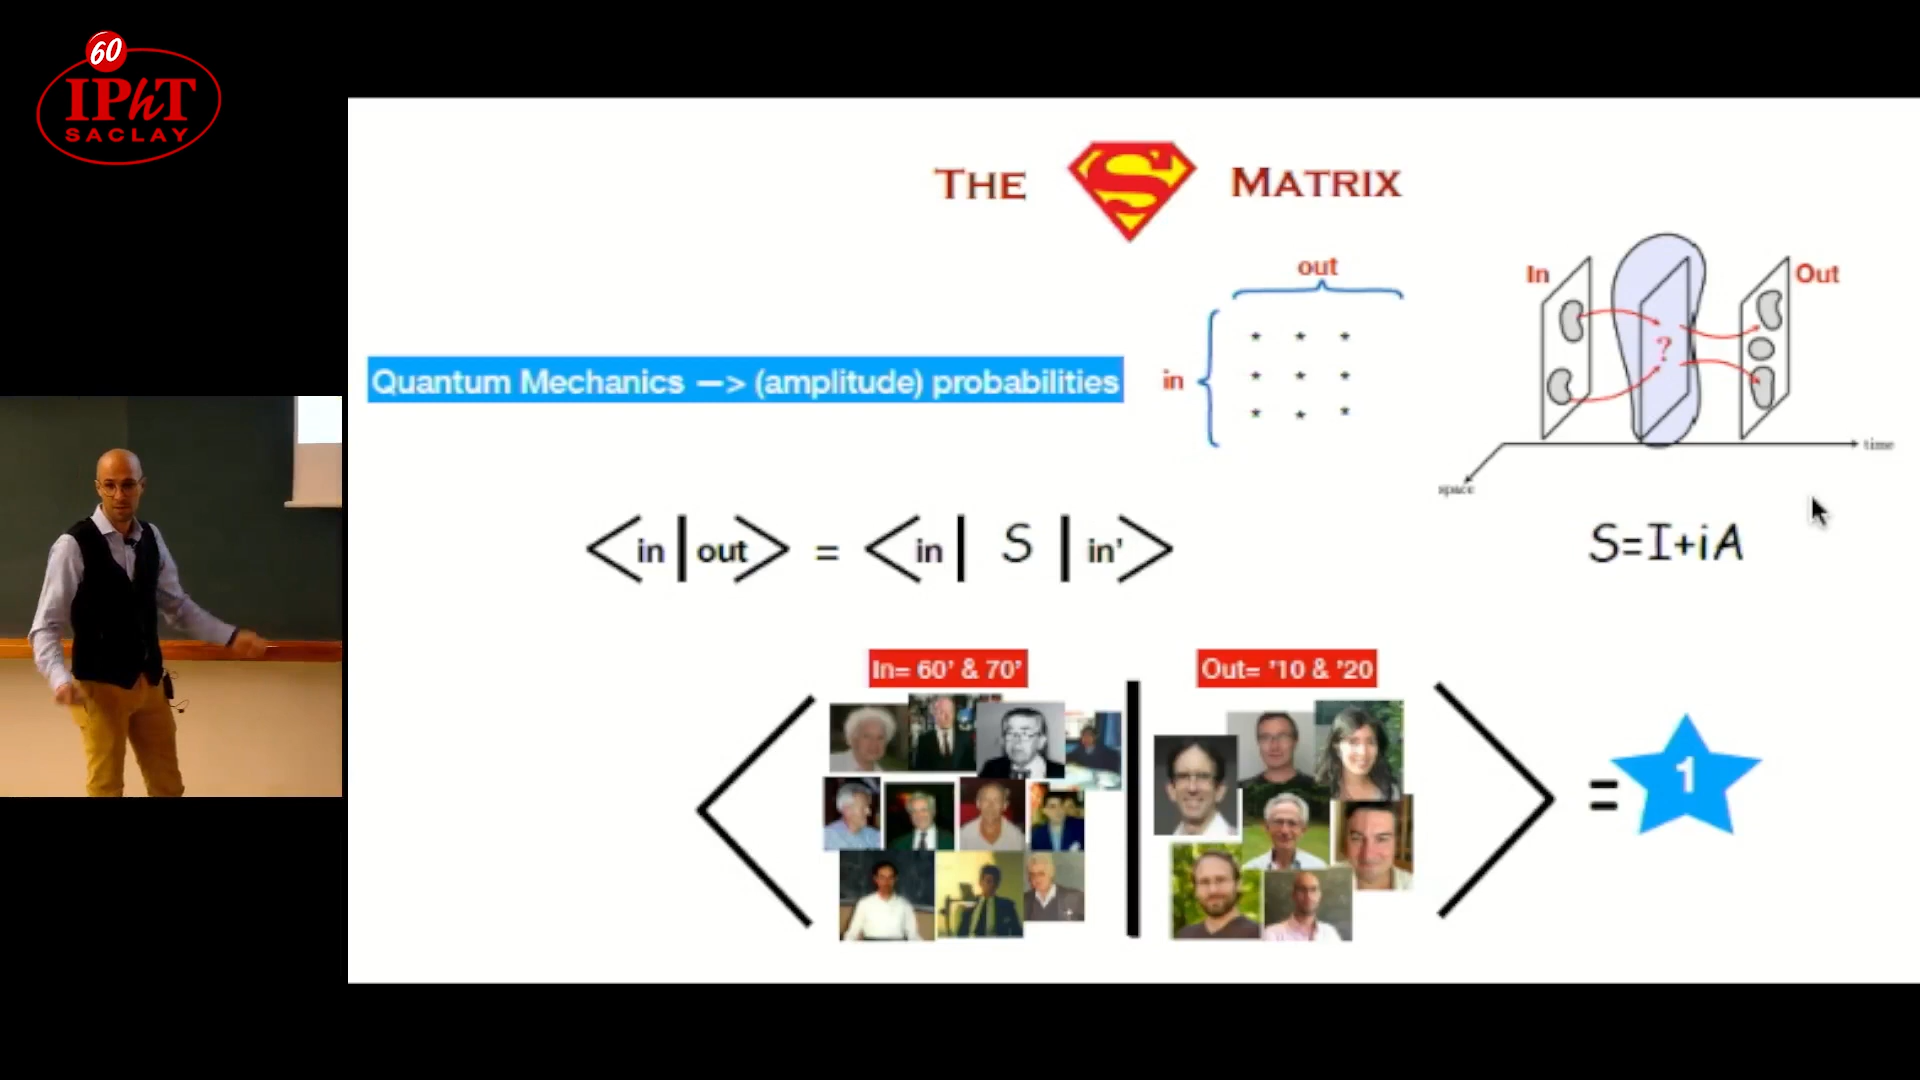 60
IPhT
SACLAY
THE S MATRIX
out
In
Out
Quantum Mechanics —> (amplitude) probabilities
in
* * *
* * *
* * *
?
time
space
<in|out> = <in| S |in'>
S=I+iA
In= 60' & 70'
Out= '10 & '20
= 1